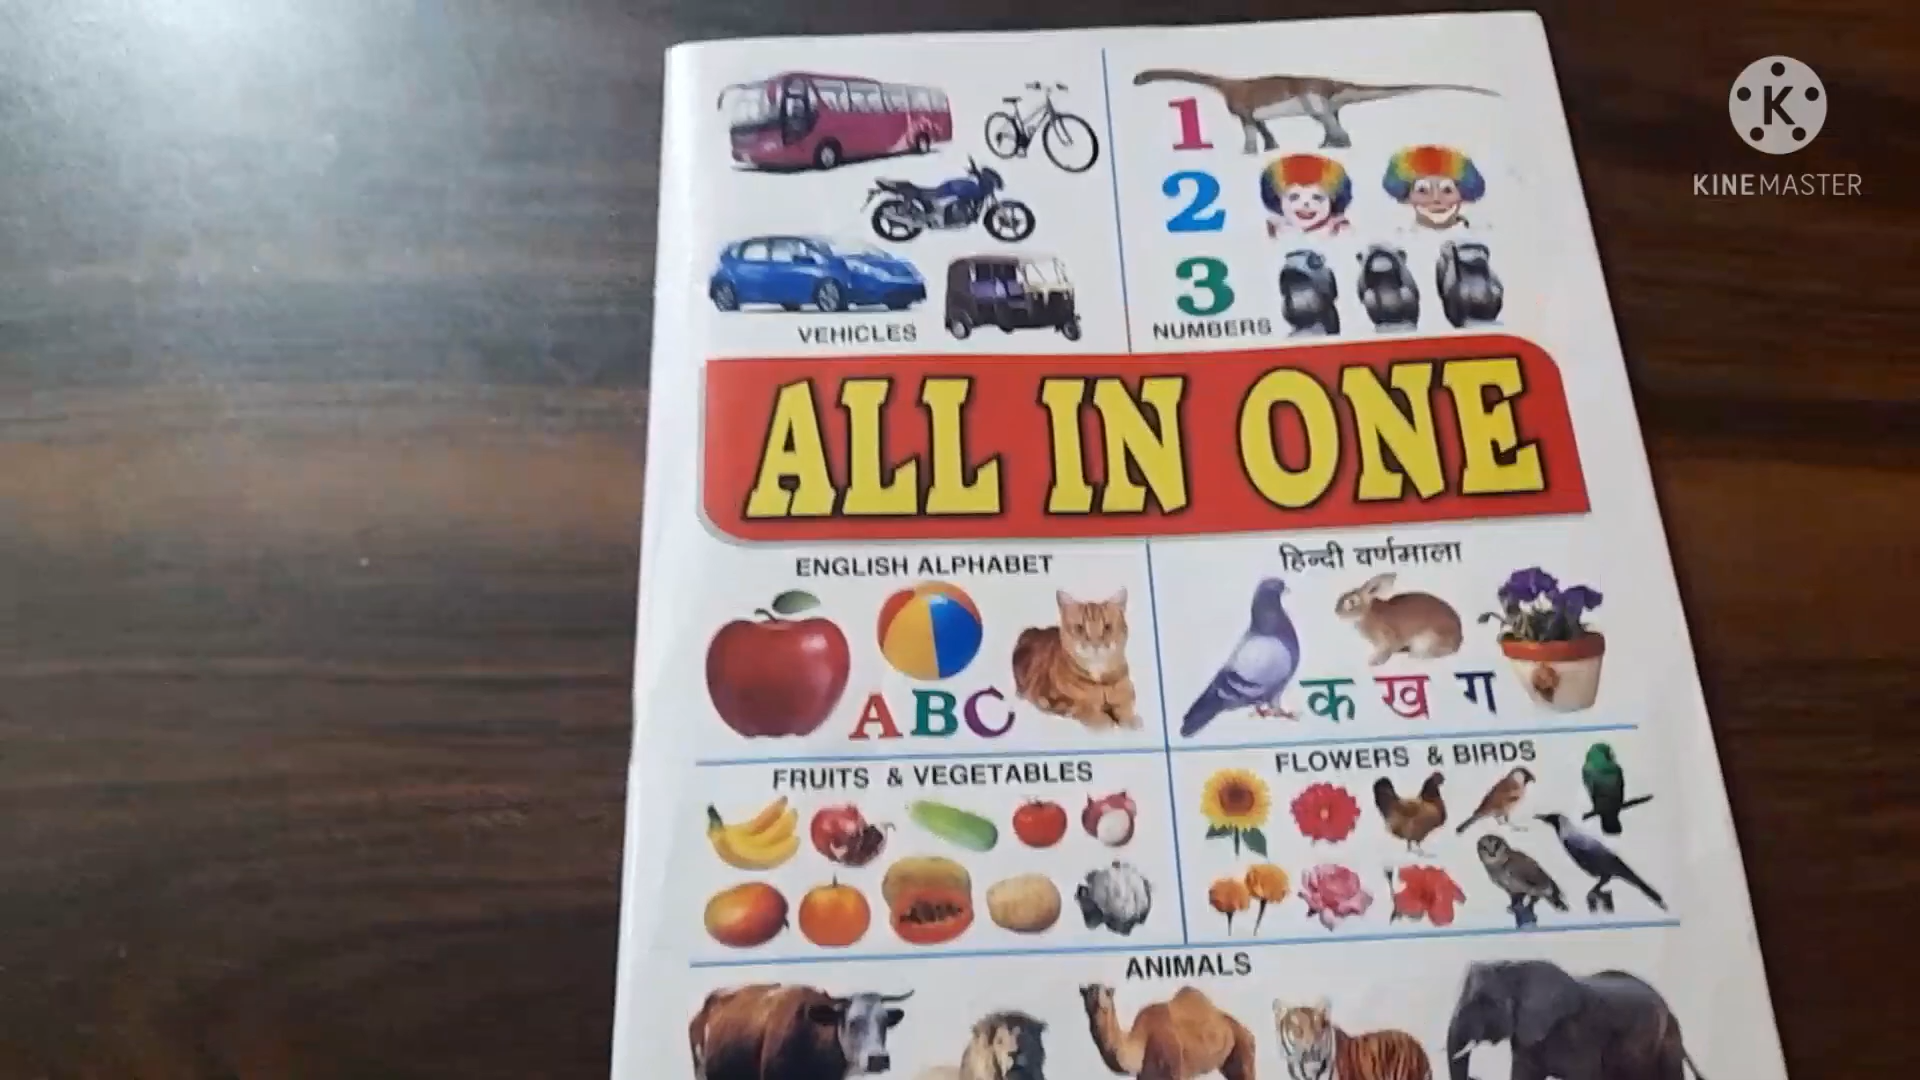 K
KINEMASTER
1
2
3
VEHICLES
NUMBERS
ALL IN ONE
ENGLISH ALPHABET
हिन्दी वर्णमाला
ABC
क ख ग
FRUITS & VEGETABLES
FLOWERS & BIRDS
ANIMALS